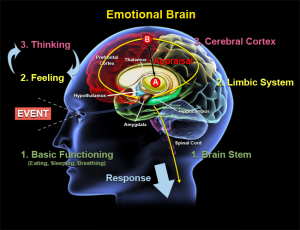 Emotional Brain
3. Thinking
B
3. Cerebral Cortex
Prefrontal
Cortex
Thalamus
Appraisal
2. Feeling
A
2. Limbic System
Hypothalamus
EVENT
Hippocampus
Amygdala
Spinal Cord
1. Basic Functioning
(Eating, Sleeping, Breathing)
1. Brain Stem
Response